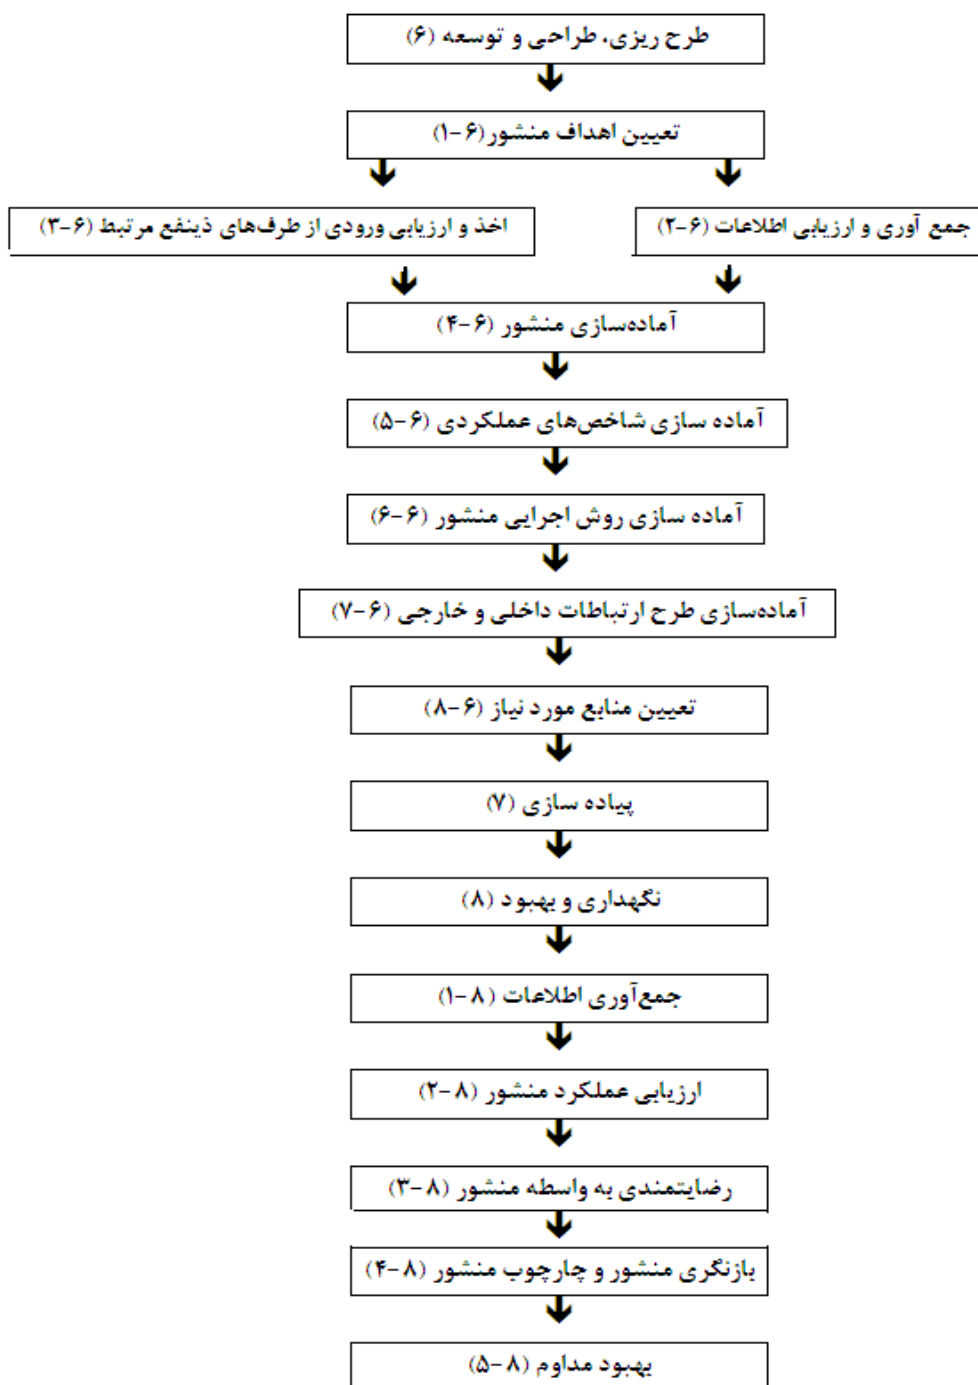 طرح ریزی، طراحی و توسعه (۶)
تعیین اهداف منشور(۶-۱)
جمع آوری و ارزیابی اطلاعات (۶-۲)
اخذ و ارزیابی ورودی از طرف‌های ذینفع مرتبط (۶-۳)
آماده‌سازی منشور (۶-۴)
آماده سازی شاخص‌های عملکردی (۶-۵)
آماده سازی روش اجرایی منشور (۶-۶)
آماده‌سازی طرح ارتباطات داخلی و خارجی (۶-۷)
تعیین منابع مورد نیاز (۶-۸)
پیاده سازی (۷)
نگهداری و بهبود (۸)
جمع‌آوری اطلاعات (۸-۱)
ارزیابی عملکرد منشور (۸-۲)
رضایتمندی به واسطه منشور (۸-۳)
بازنگری منشور و چارچوب منشور (۸-۴)
بهبود مداوم (۸-۵)